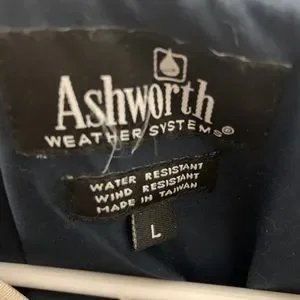 Ashworth
WEATHER SYSTEMS®
WATER RESISTANT
WIND RESISTANT
MADE IN TAIWAN
L